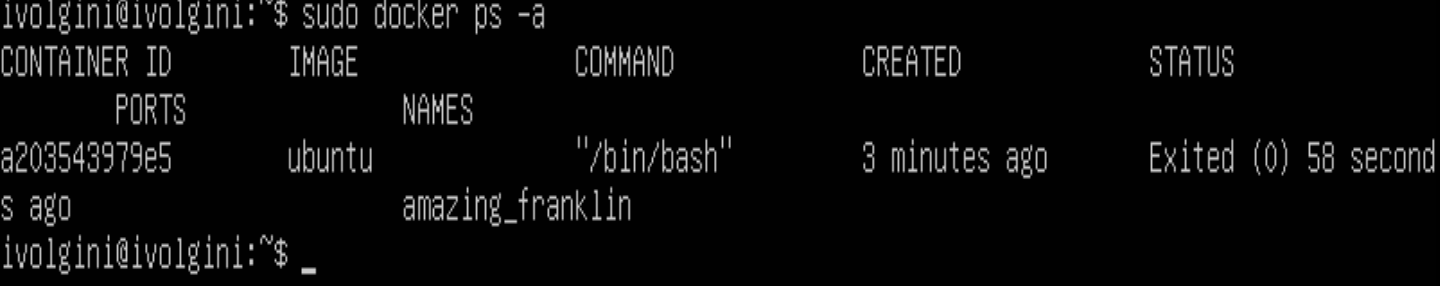 ivolgini@ivolgini:~$ sudo docker ps -a
CONTAINER ID        IMAGE               COMMAND             CREATED             STATUS
        PORTS               NAMES
a203543979e5        ubuntu              "/bin/bash"         3 minutes ago       Exited (0) 58 second
s ago                       amazing_franklin
ivolgini@ivolgini:~$ _